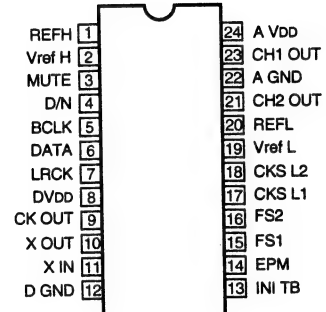 REFH 1
Vref H 2
MUTE 3
D/N 4
BCLK 5
DATA 6
LRCK 7
DVDD 8
CK OUT 9
X OUT 10
X IN 11
D GND 12
24 A VDD
23 CH1 OUT
22 A GND
21 CH2 OUT
20 REFL
19 Vref L
18 CKS L2
17 CKS L1
16 FS2
15 FS1
14 EPM
13 INI TB